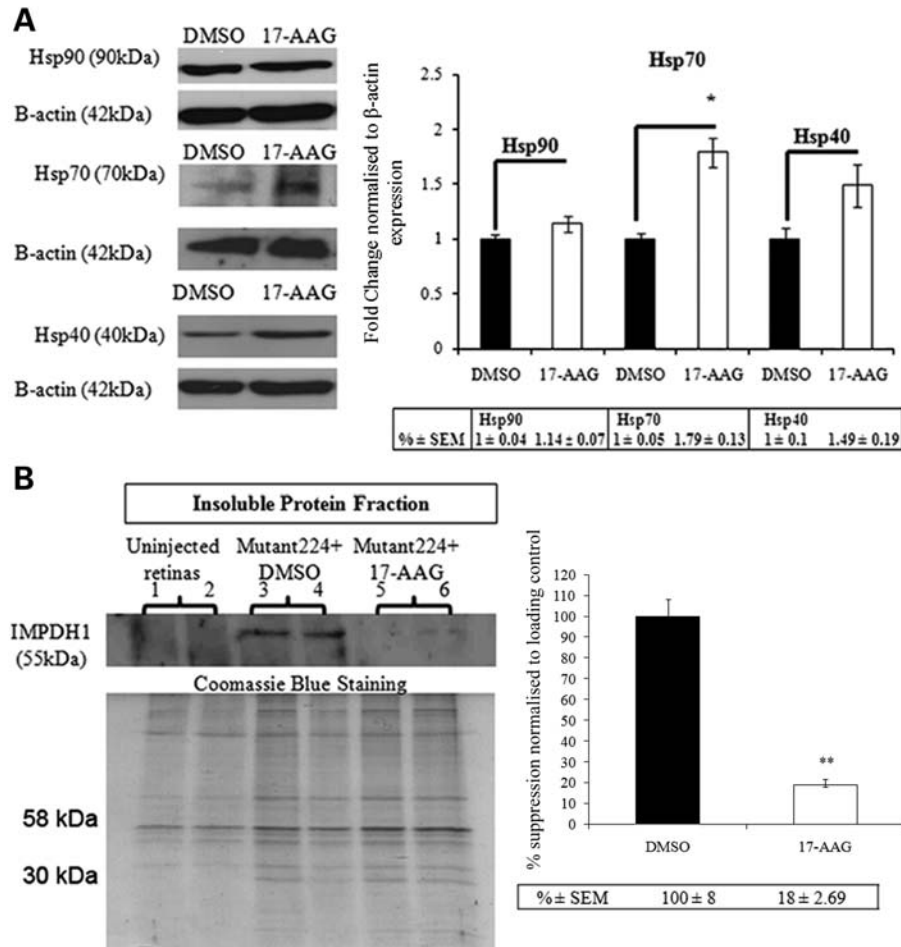 A
DMSO 17-AAG
Hsp90 (90kDa)
B-actin (42kDa)
DMSO 17-AAG
Hsp70 (70kDa)
B-actin (42kDa)
DMSO 17-AAG
Hsp40 (40kDa)
B-actin (42kDa)
Fold Change normalised to β-actin
expression
2.5
2
1.5
1
0.5
0
Hsp70
*
Hsp90
Hsp40
DMSO 17-AAG DMSO 17-AAG DMSO 17-AAG
Hsp90 Hsp70 Hsp40
% ± SEM 1 ± 0.04 1.14 ± 0.07 1 ± 0.05 1.79 ± 0.13 1 ± 0.1 1.49 ± 0.19
B
Insoluble Protein Fraction
Uninjected Mutant224+ Mutant224+
retinas DMSO 17-AAG
1 2 3 4 5 6
IMPDH1
(55kDa)
Coomassie Blue Staining
58 kDa
30 kDa
% suppression normalised to loading control
120
110
100
90
80
70
60
50
40
30
20
10
0
**
DMSO 17-AAG
% ± SEM 100 ± 8 18 ± 2.69